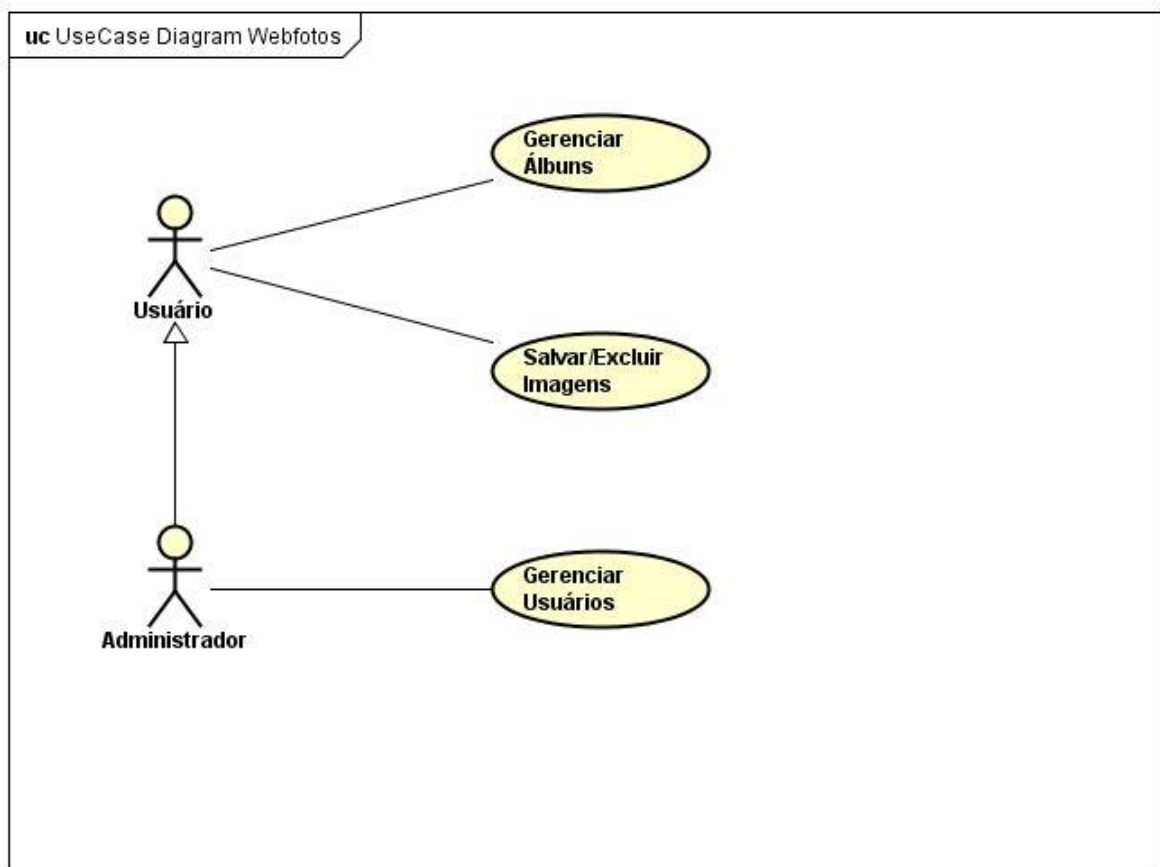 uc UseCase Diagram Webfotos
Gerenciar
Álbuns
Usuário
Salvar/Excluir
Imagens
Gerenciar
Usuários
Administrador